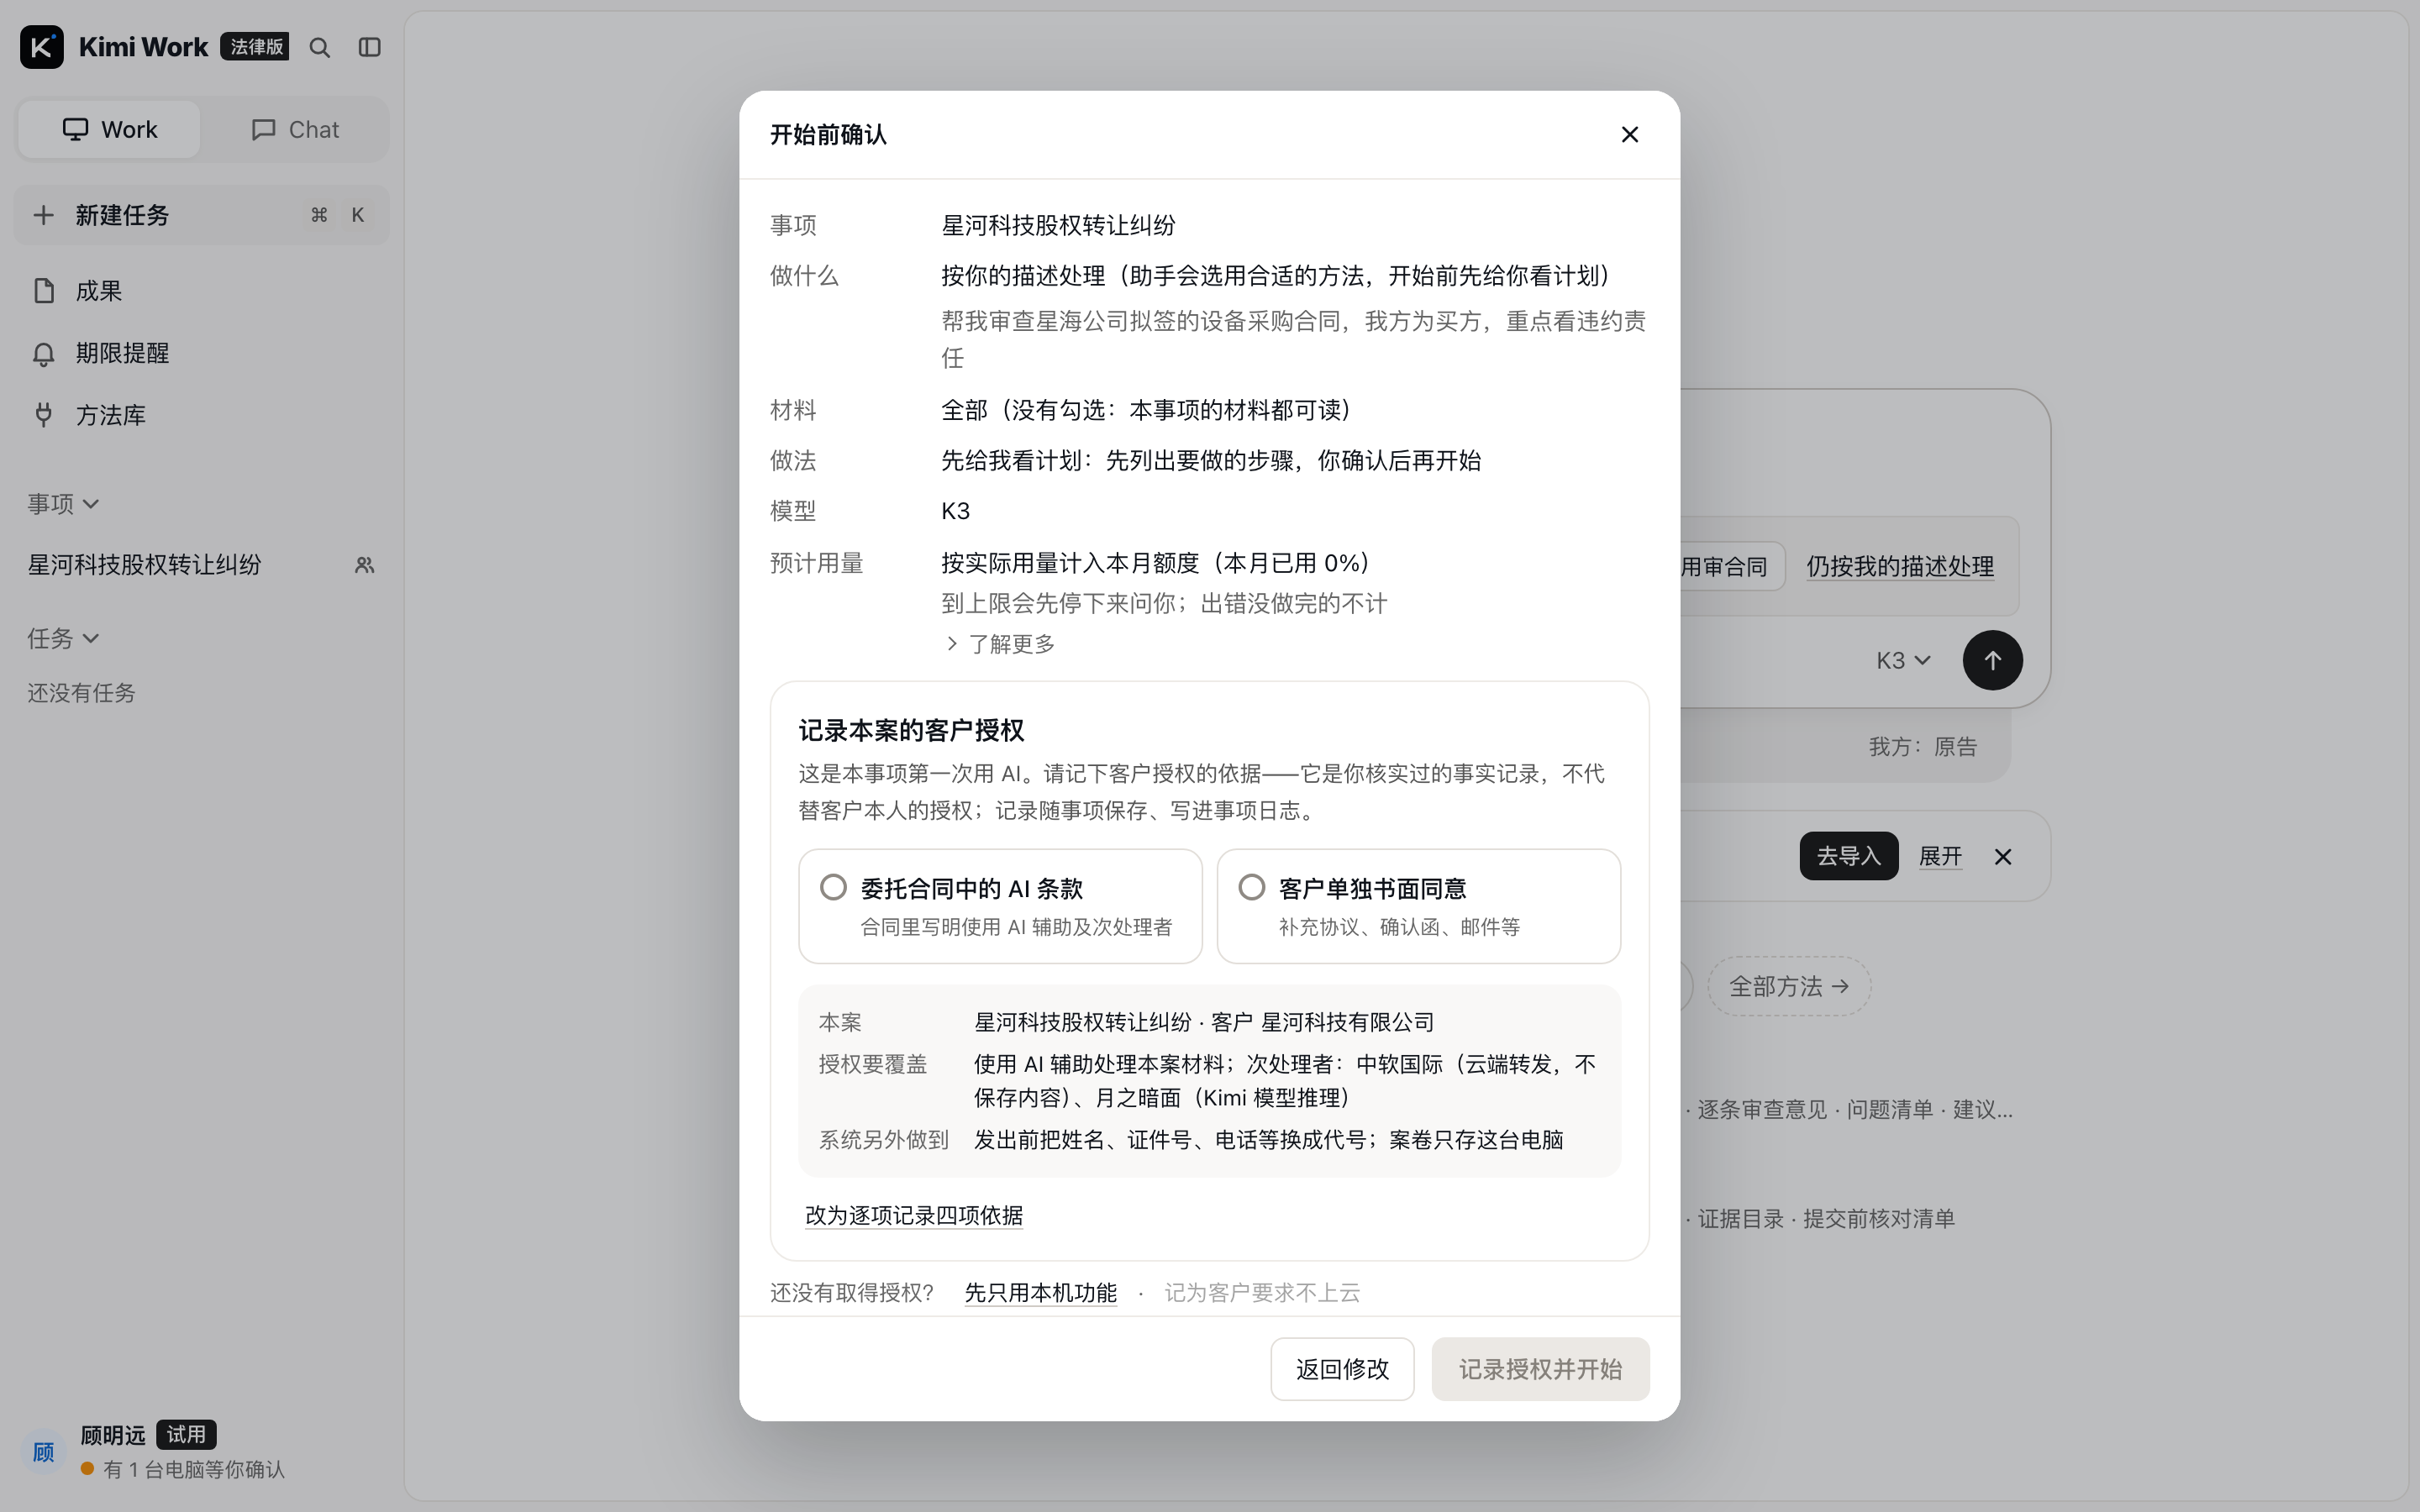 Kimi Work 法律版
Work
Chat
新建任务 ⌘ K
成果
期限提醒
方法库
事项
星河科技股权转让纠纷
任务
还没有任务
顾 顾明远 试用
有 1 台电脑等你确认
开始前确认
事项 星河科技股权转让纠纷
做什么 按你的描述处理（助手会选用合适的方法，开始前先给你看计划）
帮我审查星海公司拟签的设备采购合同，我方为买方，重点看违约责
任
材料 全部（没有勾选：本事项的材料都可读）
做法 先给我看计划：先列出要做的步骤，你确认后再开始
模型 K3
预计用量 按实际用量计入本月额度（本月已用 0%）
到上限会先停下来问你；出错没做完的不计
了解更多
记录本案的客户授权
这是本事项第一次用 AI。请记下客户授权的依据——它是你核实过的事实记录，不代
替客户本人的授权；记录随事项保存、写进事项日志。
委托合同中的 AI 条款
合同里写明使用 AI 辅助及次处理者
客户单独书面同意
补充协议、确认函、邮件等
本案 星河科技股权转让纠纷 · 客户 星河科技有限公司
授权要覆盖 使用 AI 辅助处理本案材料；次处理者：中软国际（云端转发，不
保存内容）、月之暗面（Kimi 模型推理）
系统另外做到 发出前把姓名、证件号、电话等换成代号；案卷只存这台电脑
改为逐项记录四项依据
还没有取得授权？ 先只用本机功能 · 记为客户要求不上云
返回修改
记录授权并开始
用审合同 仍按我的描述处理
K3
我方：原告
去导入 展开
全部方法 →
· 逐条审查意见 · 问题清单 · 建议...
· 证据目录 · 提交前核对清单